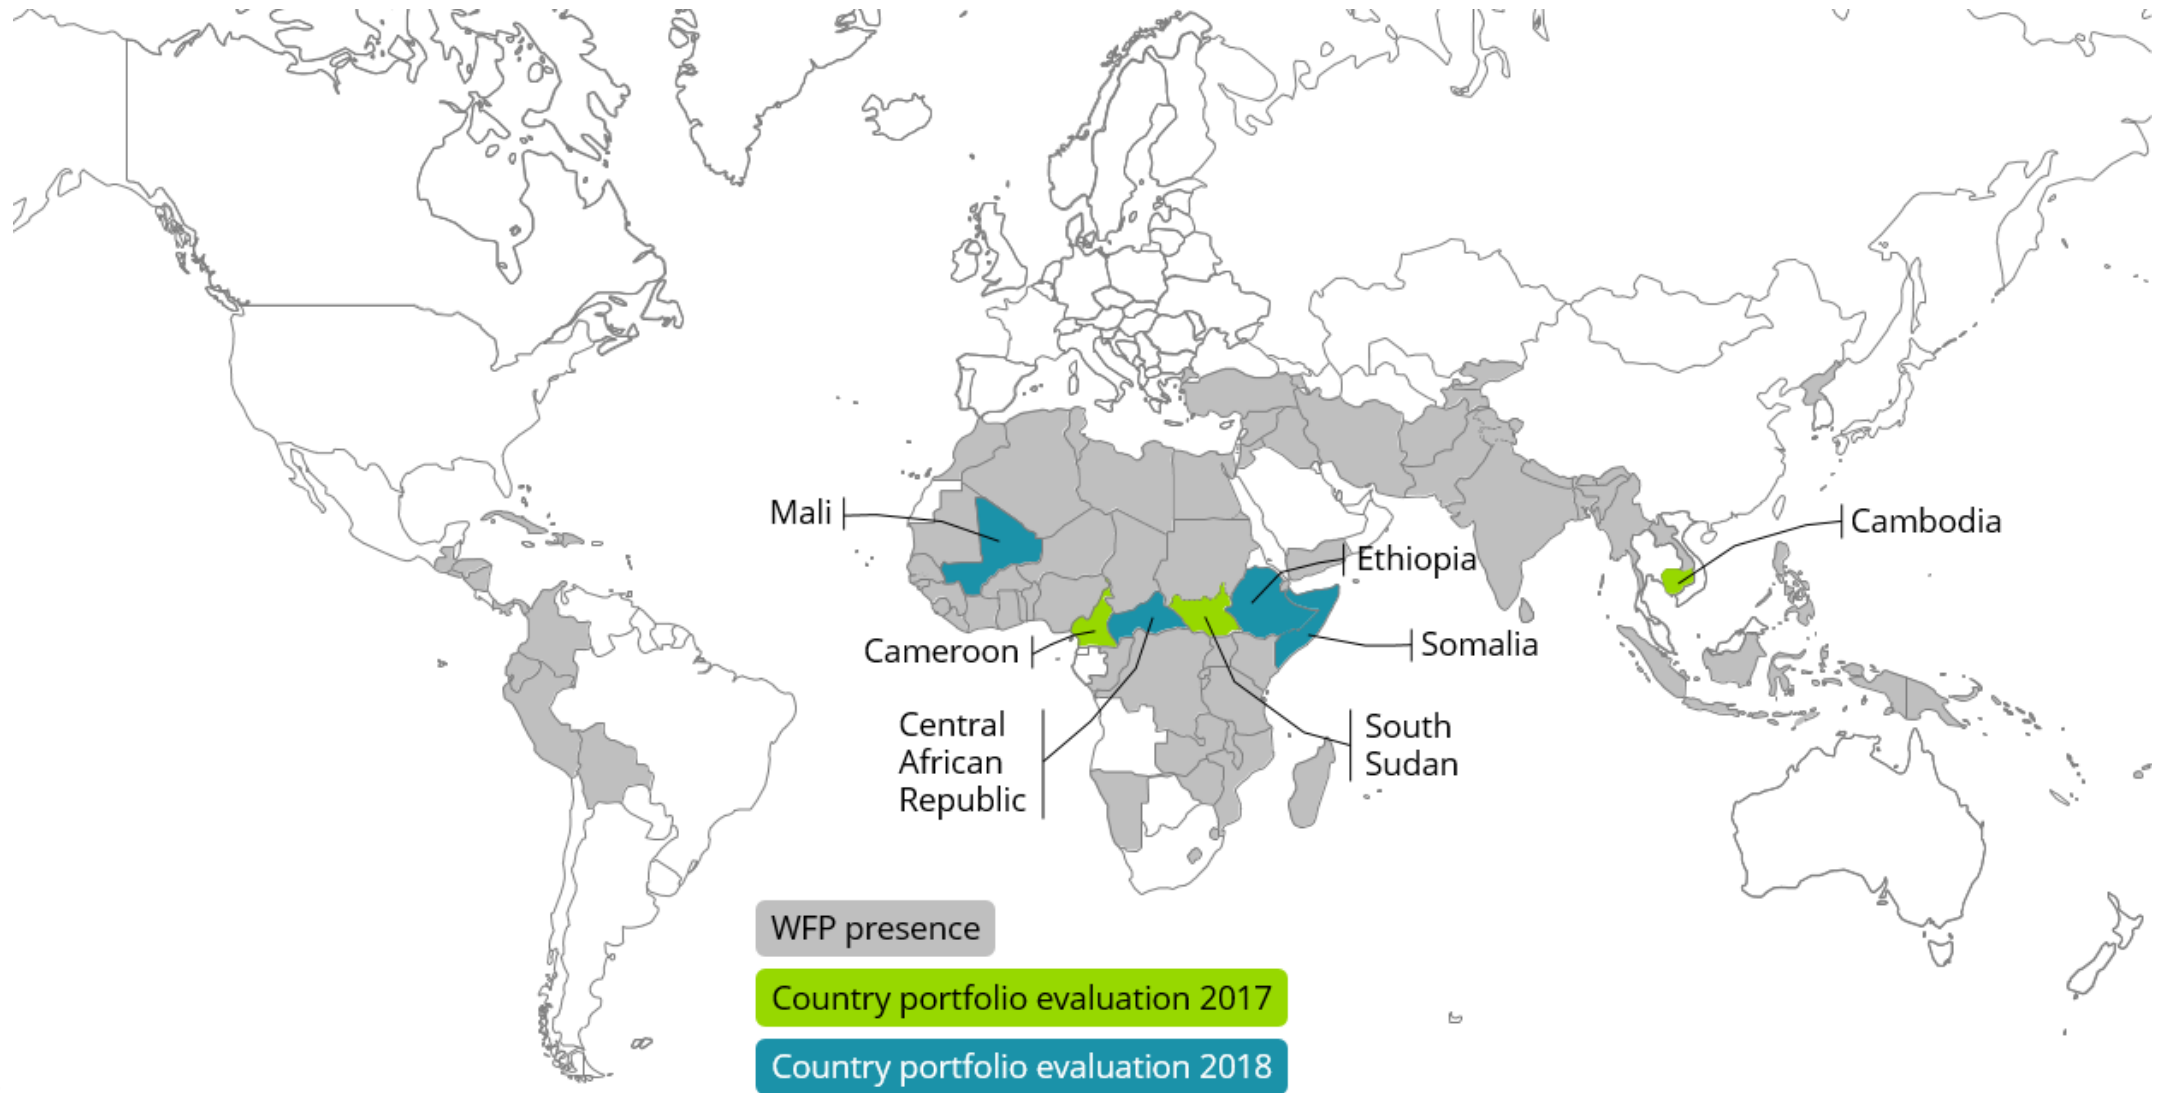 Mali
Cambodia
Ethiopia
Cameroon
Somalia
Central
African
Republic
South
Sudan
WFP presence
Country portfolio evaluation 2017
Country portfolio evaluation 2018